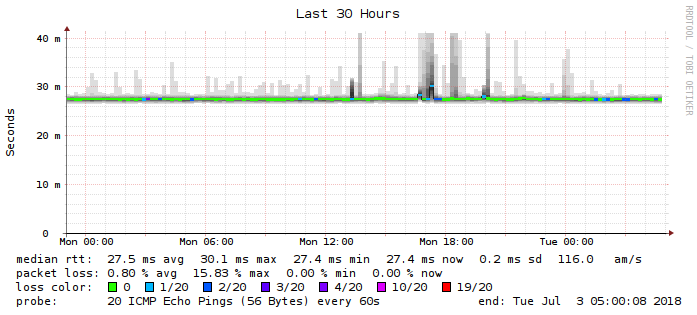 Last 30 Hours
RRDTOOL / TOBI OETIKER
Seconds
40 m
30 m
20 m
10 m
0
Mon 00:00 Mon 06:00 Mon 12:00 Mon 18:00 Tue 00:00
median rtt: 27.5 ms avg 30.1 ms max 27.4 ms min 27.4 ms now 0.2 ms sd 116.0 am/s
packet loss: 0.80 % avg 15.83 % max 0.00 % min 0.00 % now
loss color: 0 1/20 2/20 3/20 4/20 10/20 19/20
probe: 20 ICMP Echo Pings (56 Bytes) every 60s end: Tue Jul 3 05:00:08 2018